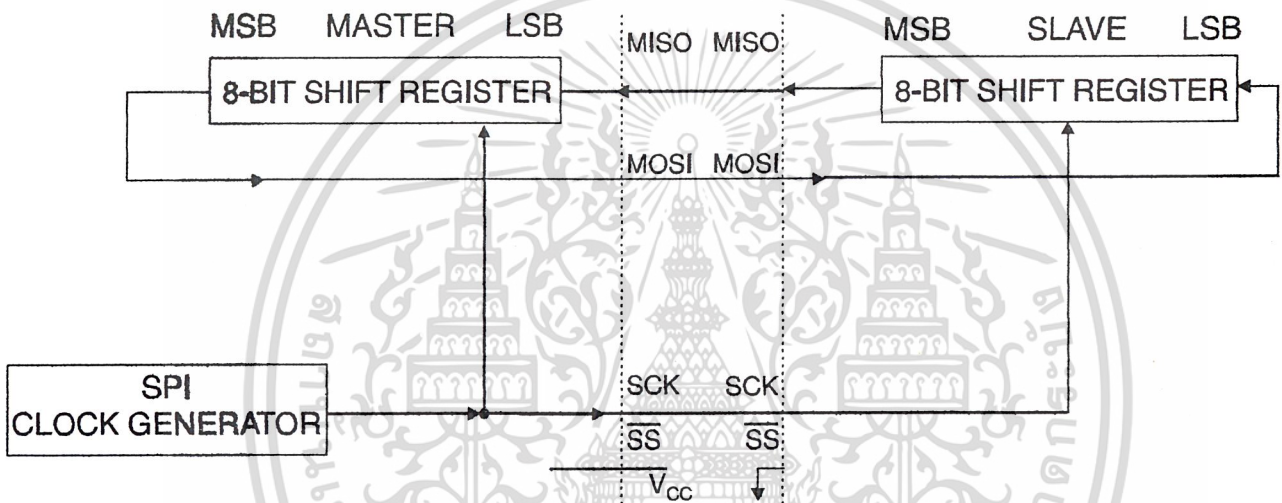 MSB MASTER LSB
MISO MISO
MSB SLAVE LSB
8-BIT SHIFT REGISTER
8-BIT SHIFT REGISTER
MOSI MOSI
SPI
CLOCK GENERATOR
SCK SCK
SS SS
VCC